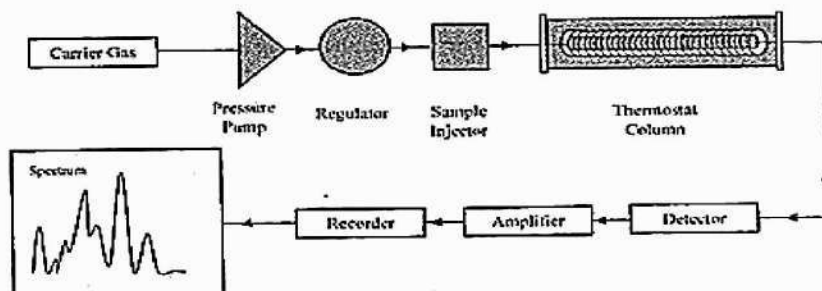 Carrier Gas
Pressure
Pump
Regulator
Sample
Injector
Thermostat
Column
Spectrum
Recorder
Amplifier
Detector